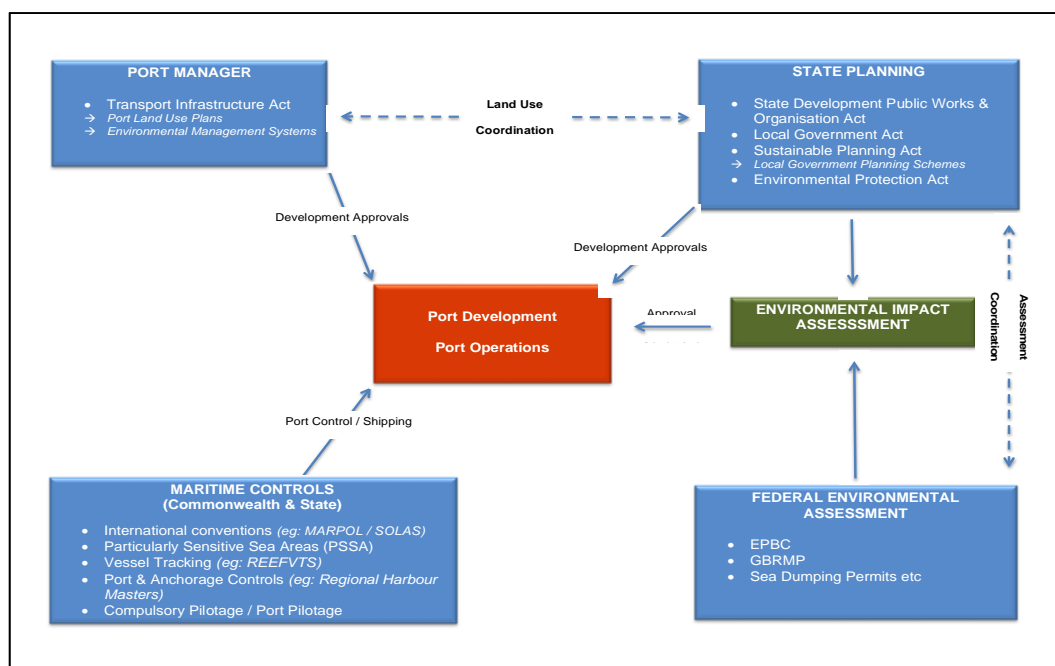 PORT MANAGER
• Transport Infrastructure Act
→ Port Land Use Plans
→ Environmental Management Systems
Land Use
Coordination
STATE PLANNING
• State Development Public Works &
Organisation Act
• Local Government Act
• Sustainable Planning Act
→ Local Government Planning Schemes
• Environmental Protection Act
Development Approvals
Development Approvals
Port Development
Port Operations
Approval
ENVIRONMENTAL IMPACT
ASSESSSMENT
Assessment
Coordination
Port Control / Shipping
MARITIME CONTROLS
(Commonwealth & State)
• International conventions (eg: MARPOL / SOLAS)
• Particularly Sensitive Sea Areas (PSSA)
• Vessel Tracking (eg: REEFVTS)
• Port & Anchorage Controls (eg: Regional Harbour
Masters)
• Compulsory Pilotage / Port Pilotage
FEDERAL ENVIRONMENTAL
ASSESSMENT
• EPBC
• GBRMP
• Sea Dumping Permits etc